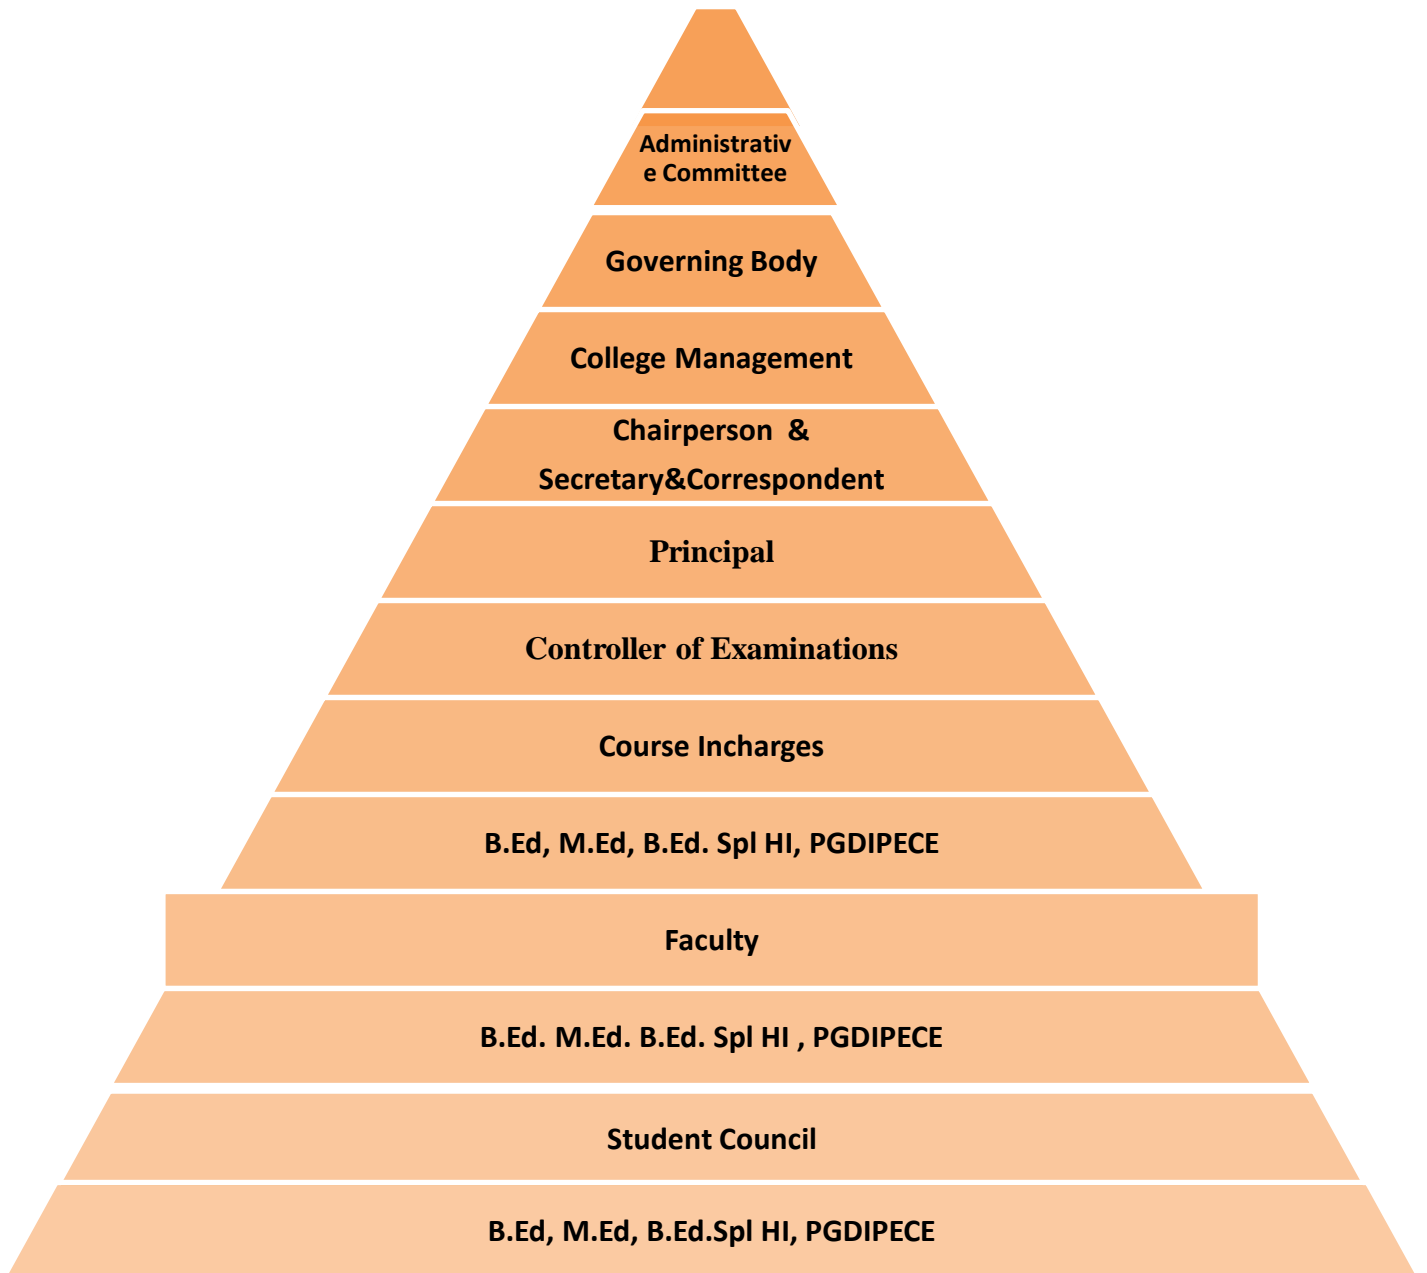 Administrativ
e Committee
Governing Body
College Management
Chairperson &
Secretary&Correspondent
Principal
Controller of Examinations
Course Incharges
B.Ed, M.Ed, B.Ed. Spl HI, PGDIPECE
Faculty
B.Ed. M.Ed. B.Ed. Spl HI , PGDIPECE
Student Council
B.Ed, M.Ed, B.Ed.Spl HI, PGDIPECE